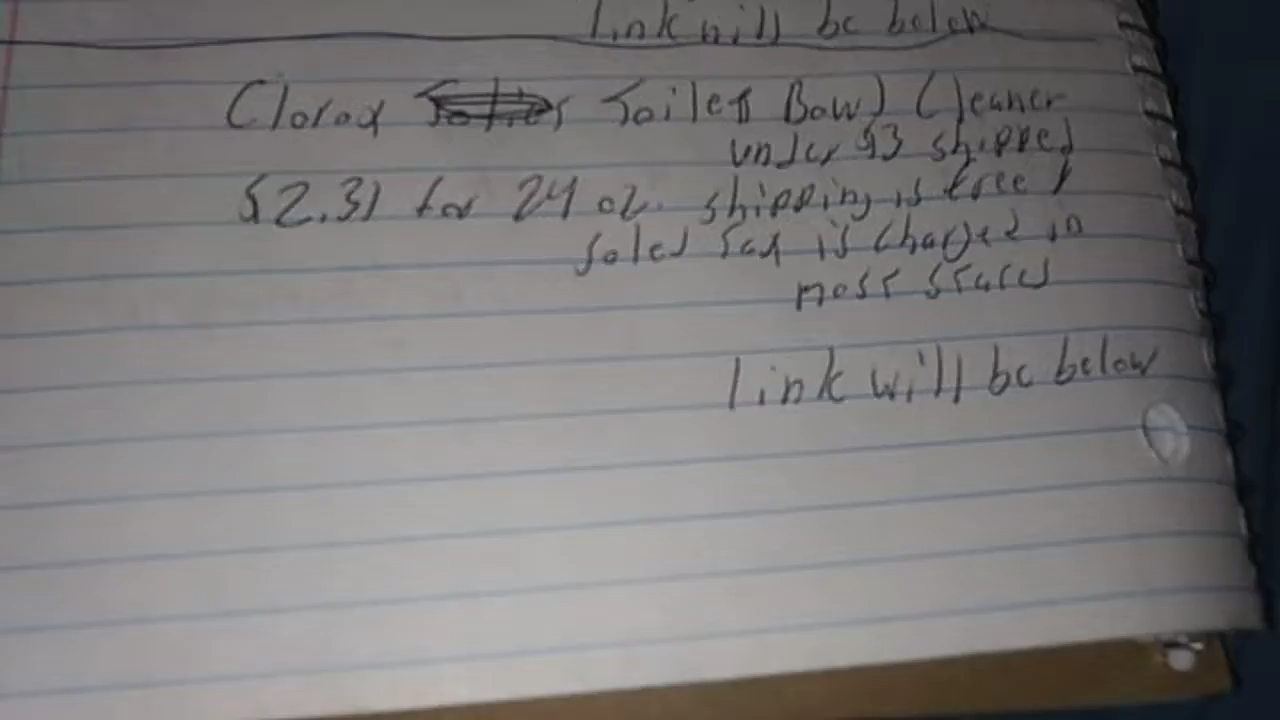 link will be below
Clorox Toilet Bowl Cleaner
under $3 shipped
$2.31 for 24 oz. shipping is free!
sales tax is charged in
most states
link will be below